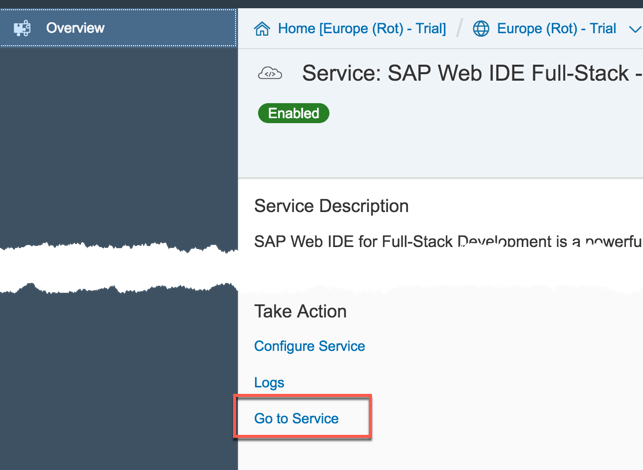 Overview
Home [Europe (Rot) - Trial] / Europe (Rot) - Trial
Service: SAP Web IDE Full-Stack -
Enabled
Service Description
SAP Web IDE for Full-Stack Development is a powerfu
Take Action
Configure Service
Logs
Go to Service